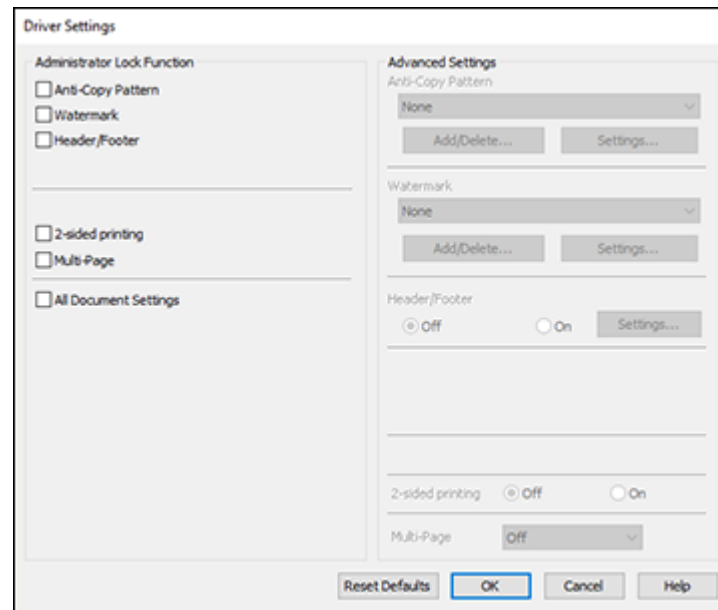 Driver Settings
Administrator Lock Function
Anti-Copy Pattern
Watermark
Header/Footer
2-sided printing
Multi-Page
All Document Settings
Advanced Settings
Anti-Copy Pattern
None
Add/Delete... Settings...
Watermark
None
Add/Delete... Settings...
Header/Footer
Off On Settings...
2-sided printing Off On
Multi-Page Off
Reset Defaults OK Cancel Help